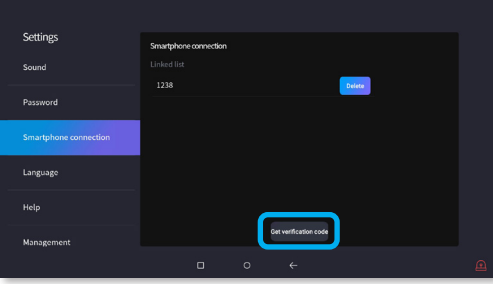 Settings
Sound
Password
Smartphone connection
Language
Help
Management
Smartphone connection
Linked list
1238
Delete
Get verification code